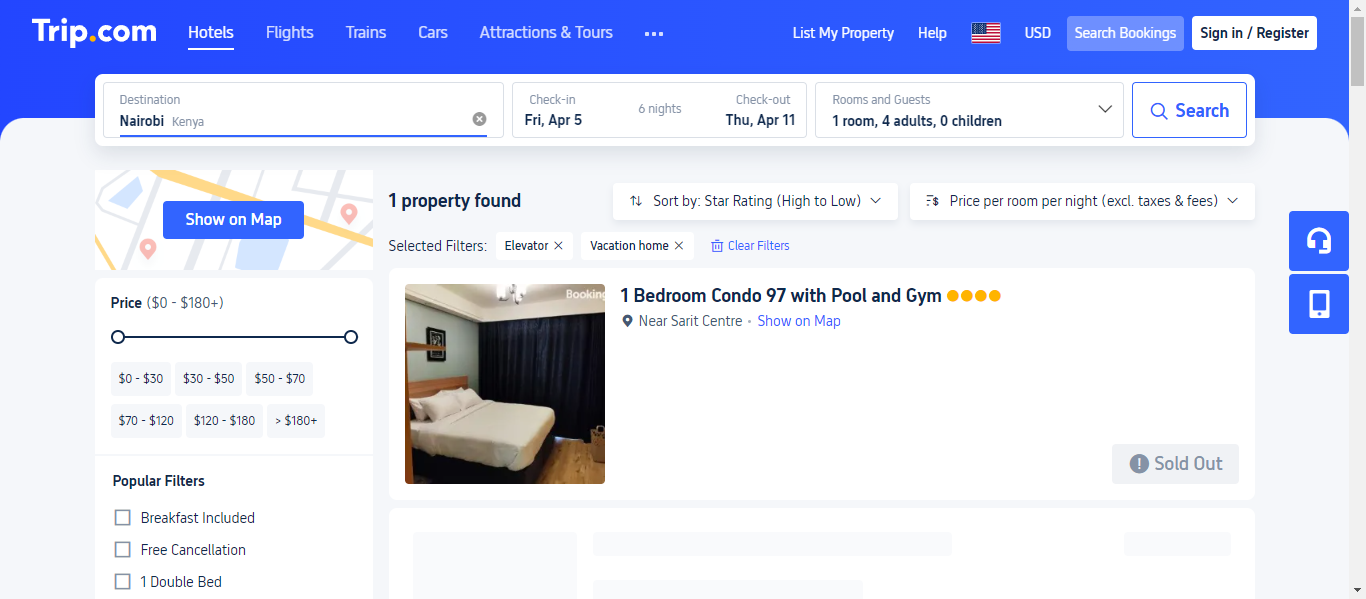 Trip.com Hotels Flights Trains Cars Attractions & Tours ... List My Property Help USD Search Bookings Sign in / Register
Destination
Nairobi Kenya
Check-in
Fri, Apr 5
6 nights
Check-out
Thu, Apr 11
Rooms and Guests
1 room, 4 adults, 0 children
Search
Show on Map
1 property found
Sort by: Star Rating (High to Low)
Price per room per night (excl. taxes & fees)
Selected Filters: Elevator Vacation home Clear Filters
Price ($0 - $180+)
$0 - $30 $30 - $50 $50 - $70
$70 - $120 $120 - $180 > $180+
Popular Filters
Breakfast Included
Free Cancellation
1 Double Bed
Booking
1 Bedroom Condo 97 with Pool and Gym
Near Sarit Centre • Show on Map
Sold Out